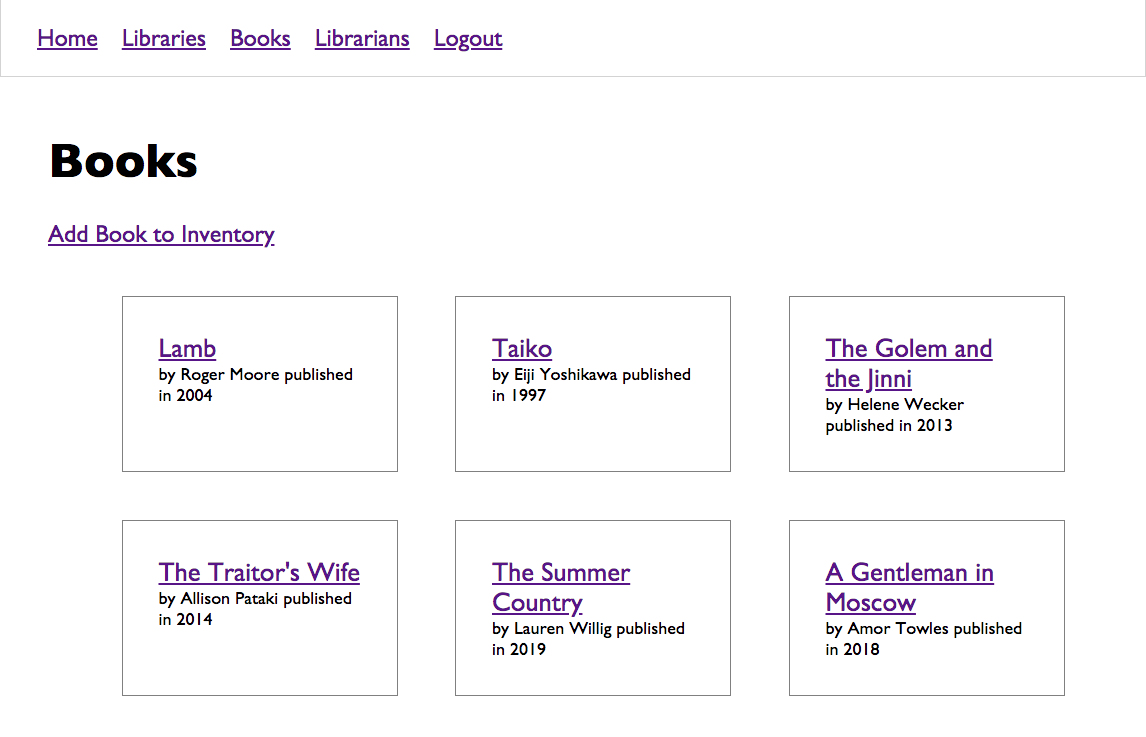 Home Libraries Books Librarians Logout
Books
Add Book to Inventory
Lamb
by Roger Moore published
in 2004
Taiko
by Eiji Yoshikawa published
in 1997
The Golem and
the Jinni
by Helene Wecker
published in 2013
The Traitor's Wife
by Allison Pataki published
in 2014
The Summer
Country
by Lauren Willig published
in 2019
A Gentleman in
Moscow
by Amor Towles published
in 2018